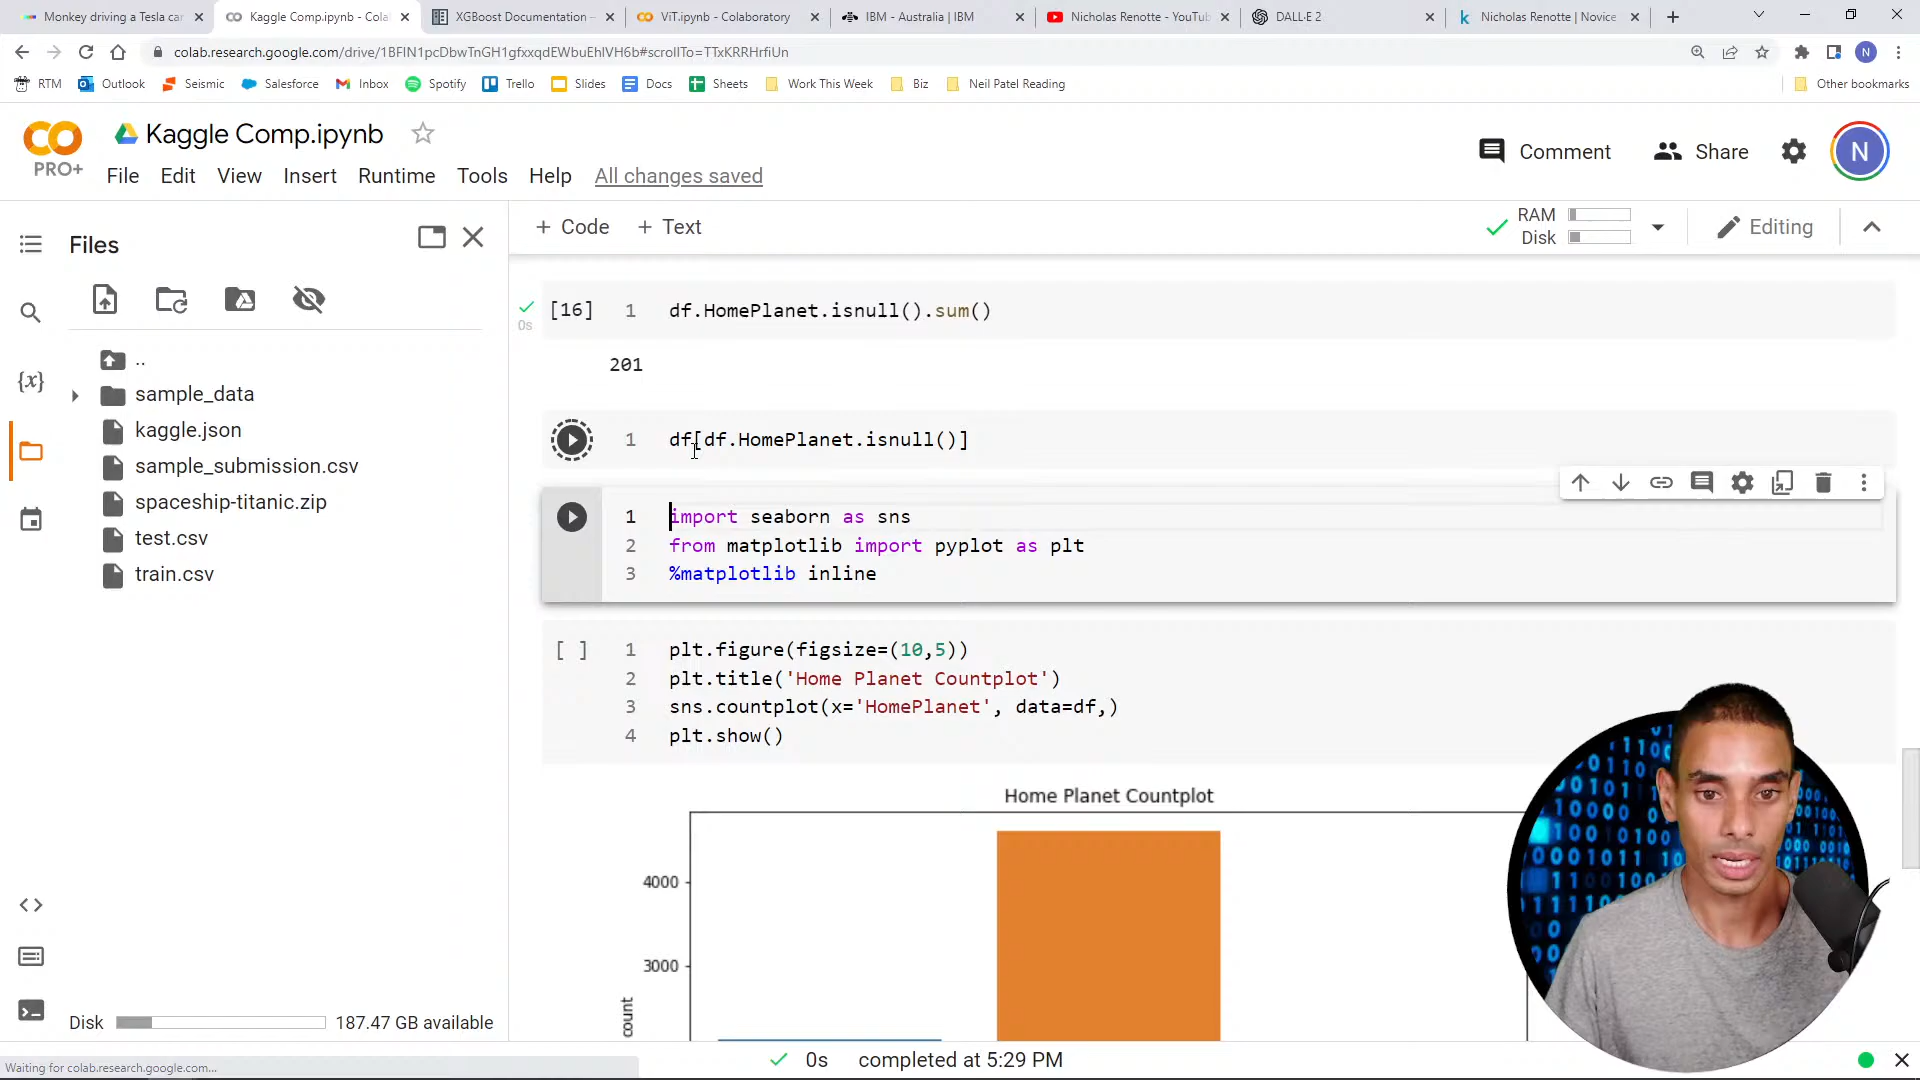 Monkey driving a Tesla car
Kaggle Comp.ipynb - Cola
XGBoost Documentation
ViT.ipynb - Colaboratory
IBM - Australia | IBM
Nicholas Renotte - YouTub
DALL·E 2
Nicholas Renotte | Novice
colab.research.google.com/drive/1BFIN1pcDbwTnGH1gfxxqdEWbuEhlVH6b#scrollTo=TTxKRRHrfiUn
N
RTM
Outlook
Seismic
Salesforce
Inbox
Spotify
Trello
Slides
Docs
Sheets
Work This Week
Biz
Neil Patel Reading
Other bookmarks
PRO+
Kaggle Comp.ipynb
File Edit View Insert Runtime Tools Help All changes saved
Comment
Share
N
Files
+ Code + Text
RAM
Disk
Editing
..
sample_data
kaggle.json
sample_submission.csv
spaceship-titanic.zip
test.csv
train.csv
{x}
0s
[16] 1 df.HomePlanet.isnull().sum()
201
1 df[df.HomePlanet.isnull()]
1 import seaborn as sns
2 from matplotlib import pyplot as plt
3 %matplotlib inline
[ ] 1 plt.figure(figsize=(10,5))
2 plt.title('Home Planet Countplot')
3 sns.countplot(x='HomePlanet', data=df,)
4 plt.show()
Home Planet Countplot
4000
3000
count
Disk 187.47 GB available
Waiting for colab.research.google.com...
0s completed at 5:29 PM